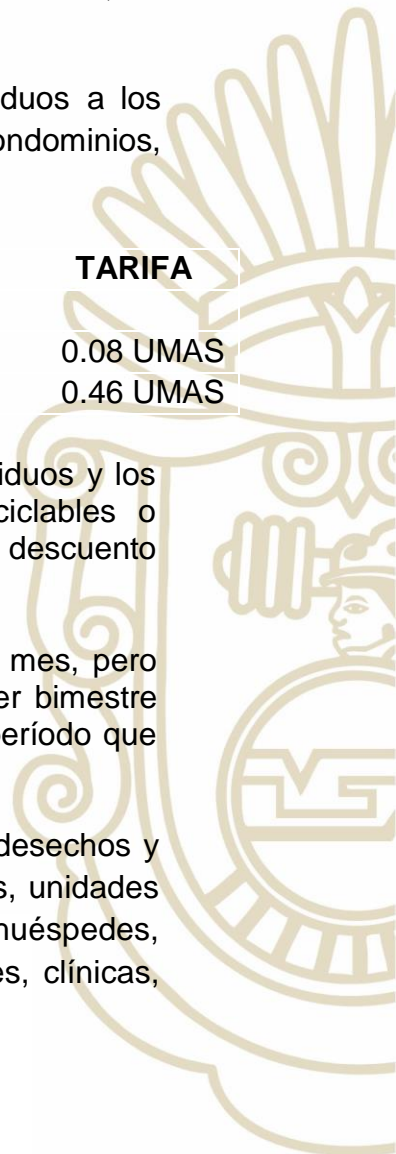 duos a los
ondominios,
TARIFA
0.08 UMAS
0.46 UMAS
iduos y los
ciclables o
descuento
mes, pero
er bimestre
período que
desechos y
s, unidades
huéspedes,
es, clínicas,